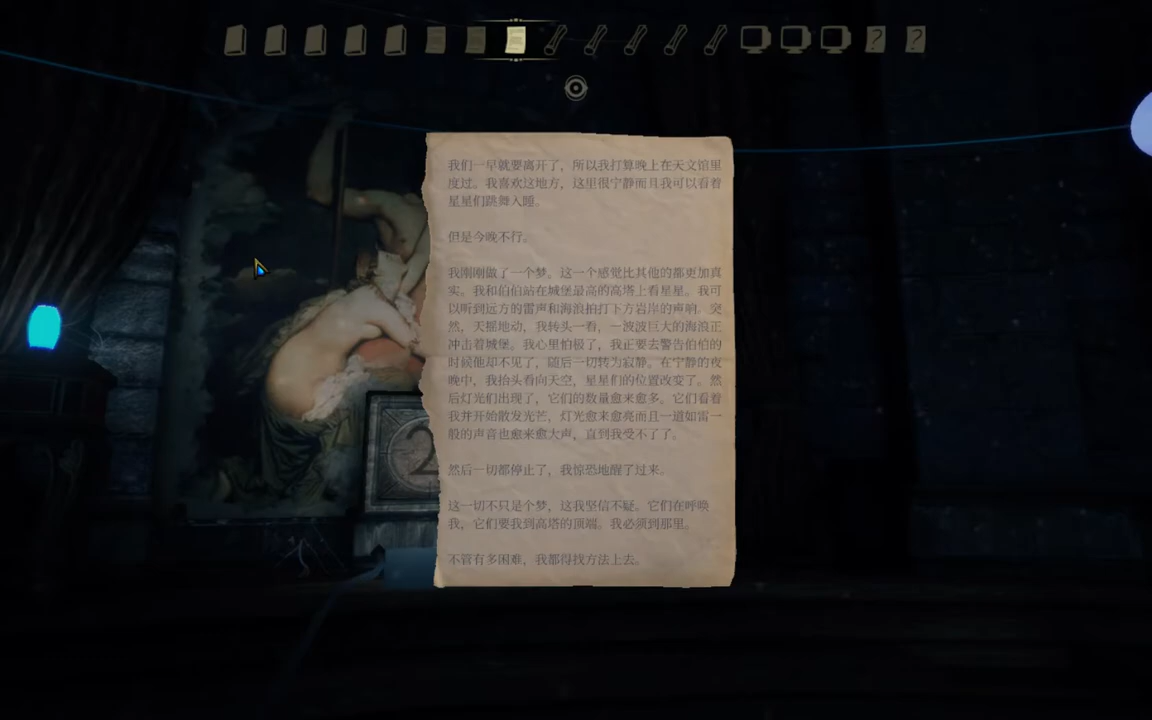 我们一早就要离开了，所以我打算晚上在天文馆里
度过。我喜欢这地方，这里很宁静而且我可以看着
星星们跳舞入睡。
但是今晚不行。
我刚刚做了一个梦。这一个感觉比其他的都更加真
实。我和伯伯站在城堡最高的高塔上看星星。我可
以听到远方的雷声和海浪拍打下方岩岸的声响。突
然，天摇地动，我转头一看，一波波巨大的海浪正
冲击着城堡。我心里怕极了，我正要去警告伯伯的
时候他却不见了，随后一切转为寂静。在宁静的夜
晚中，我抬头看向天空，星星们的位置改变了。然
后灯光们出现了，它们的数量愈来愈多。它们看着
我并开始散发光芒，灯光愈来愈亮而且一道如雷一
般的声音也愈来愈大声，直到我受不了了。
然后一切都停止了，我惊恐地醒了过来。
这一切不只是个梦，这我坚信不疑。它们在呼唤
我，它们要我到高塔的顶端。我必须到那里。
不管有多困难，我都得找方法上去。
2
? ?